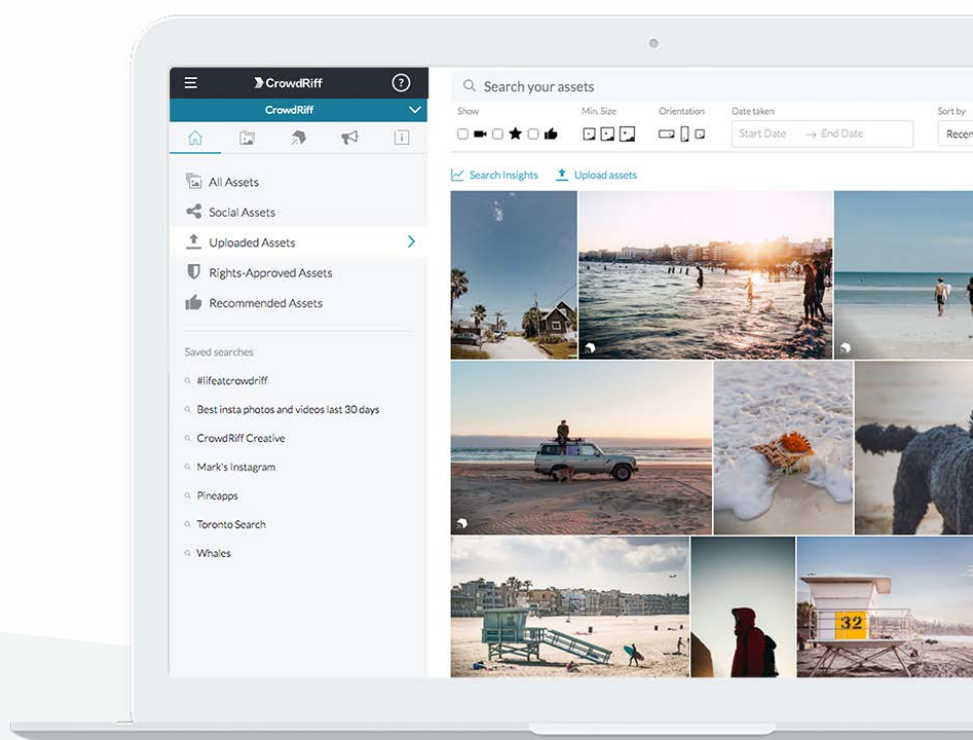 CrowdRiff
?
CrowdRiff
i
All Assets
Social Assets
Uploaded Assets
Rights-Approved Assets
Recommended Assets
Saved searches
#lifeatcrowdriff
Best insta photos and videos last 30 days
CrowdRiff Creative
Mark's Instagram
Pineapps
Toronto Search
Whales
Search your assets
Show Min. Size Orientation Date taken Sort by
Start Date → End Date Recen
Search Insights Upload assets
32